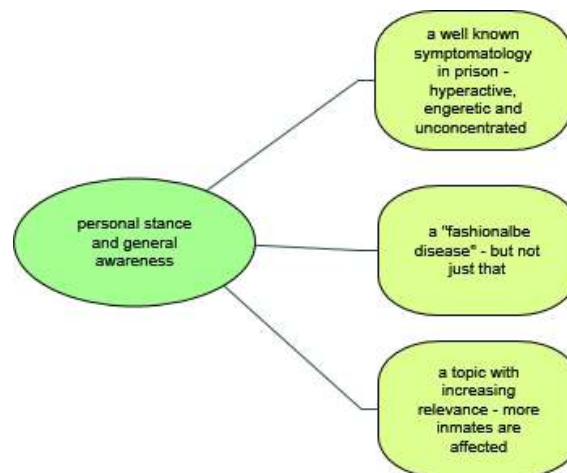 personal stance
and general
awareness
a well known
symptomatology
in prison -
hyperactive,
engeretic and
unconcentrated
a "fashionalbe
disease" - but not
just that
a topic with
increasing
relevance - more
inmates are
affected